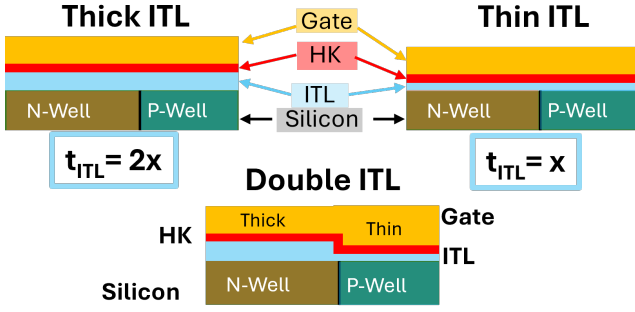 Thick ITL
Gate
Thin ITL
HK
ITL
N-Well
P-Well
Silicon
N-Well
P-Well
tITL= 2x
tITL= x
Double ITL
Thick
Thin
Gate
HK
ITL
N-Well
P-Well
Silicon